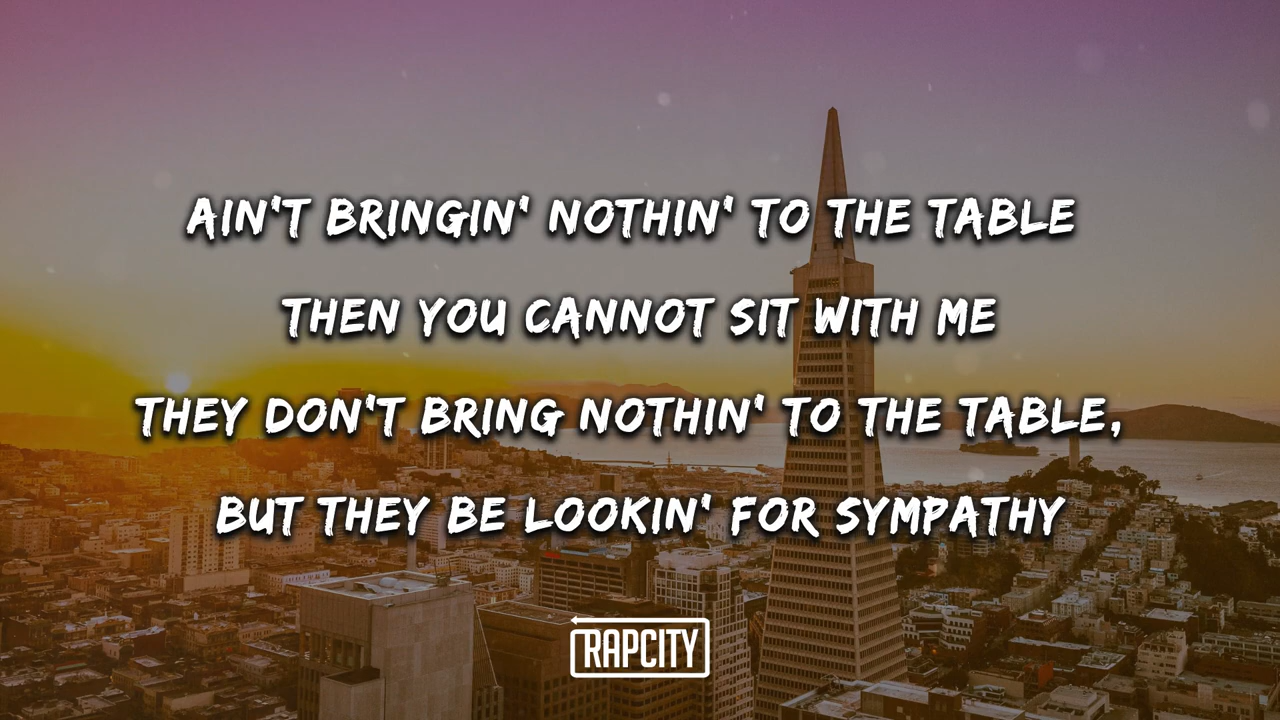 AIN'T BRINGIN' NOTHIN' TO THE TABLE
THEN YOU CANNOT SIT WITH ME
THEY DON'T BRING NOTHIN' TO THE TABLE,
BUT THEY BE LOOKIN' FOR SYMPATHY
RAPCITY